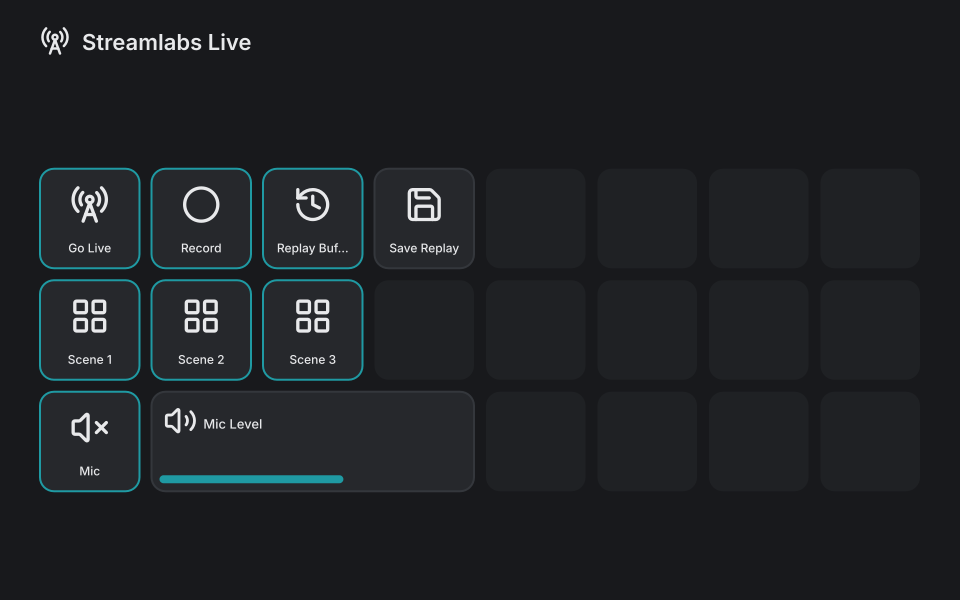 Streamlabs Live
Go Live
Record
Replay Buf...
Save Replay
Scene 1
Scene 2
Scene 3
Mic
Mic Level